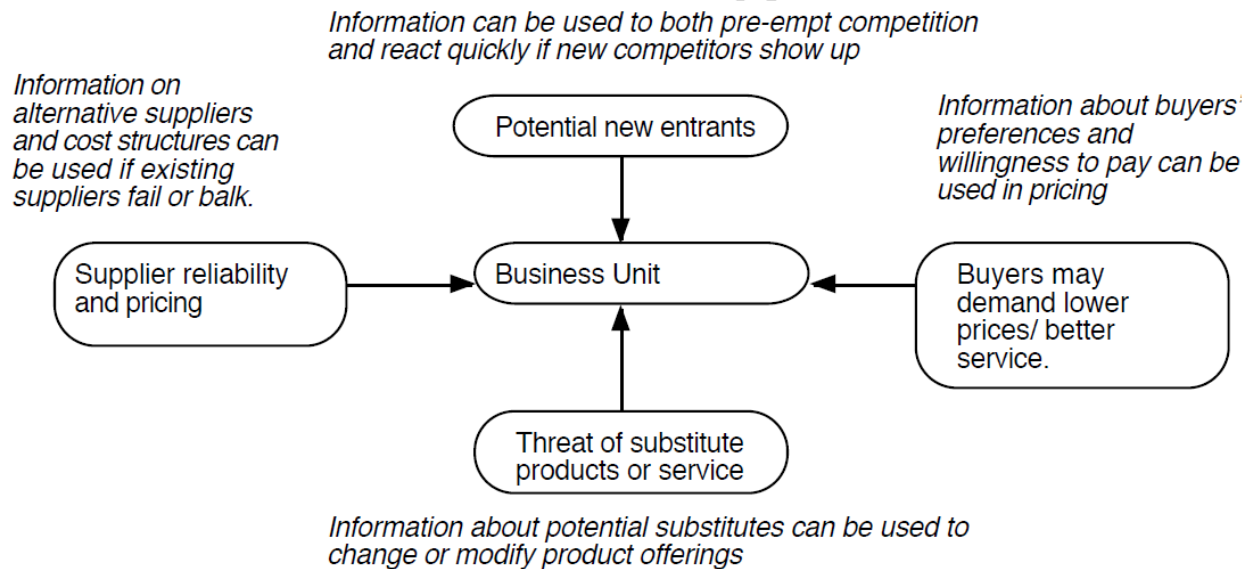 Information can be used to both pre-empt competition
and react quickly if new competitors show up
Information on
alternative suppliers
and cost structures can
be used if existing
suppliers fail or balk.
Potential new entrants
Information about buyers'
preferences and
willingness to pay can be
used in pricing
Supplier reliability
and pricing
Business Unit
Buyers may
demand lower
prices/ better
service.
Threat of substitute
products or service
Information about potential substitutes can be used to
change or modify product offerings